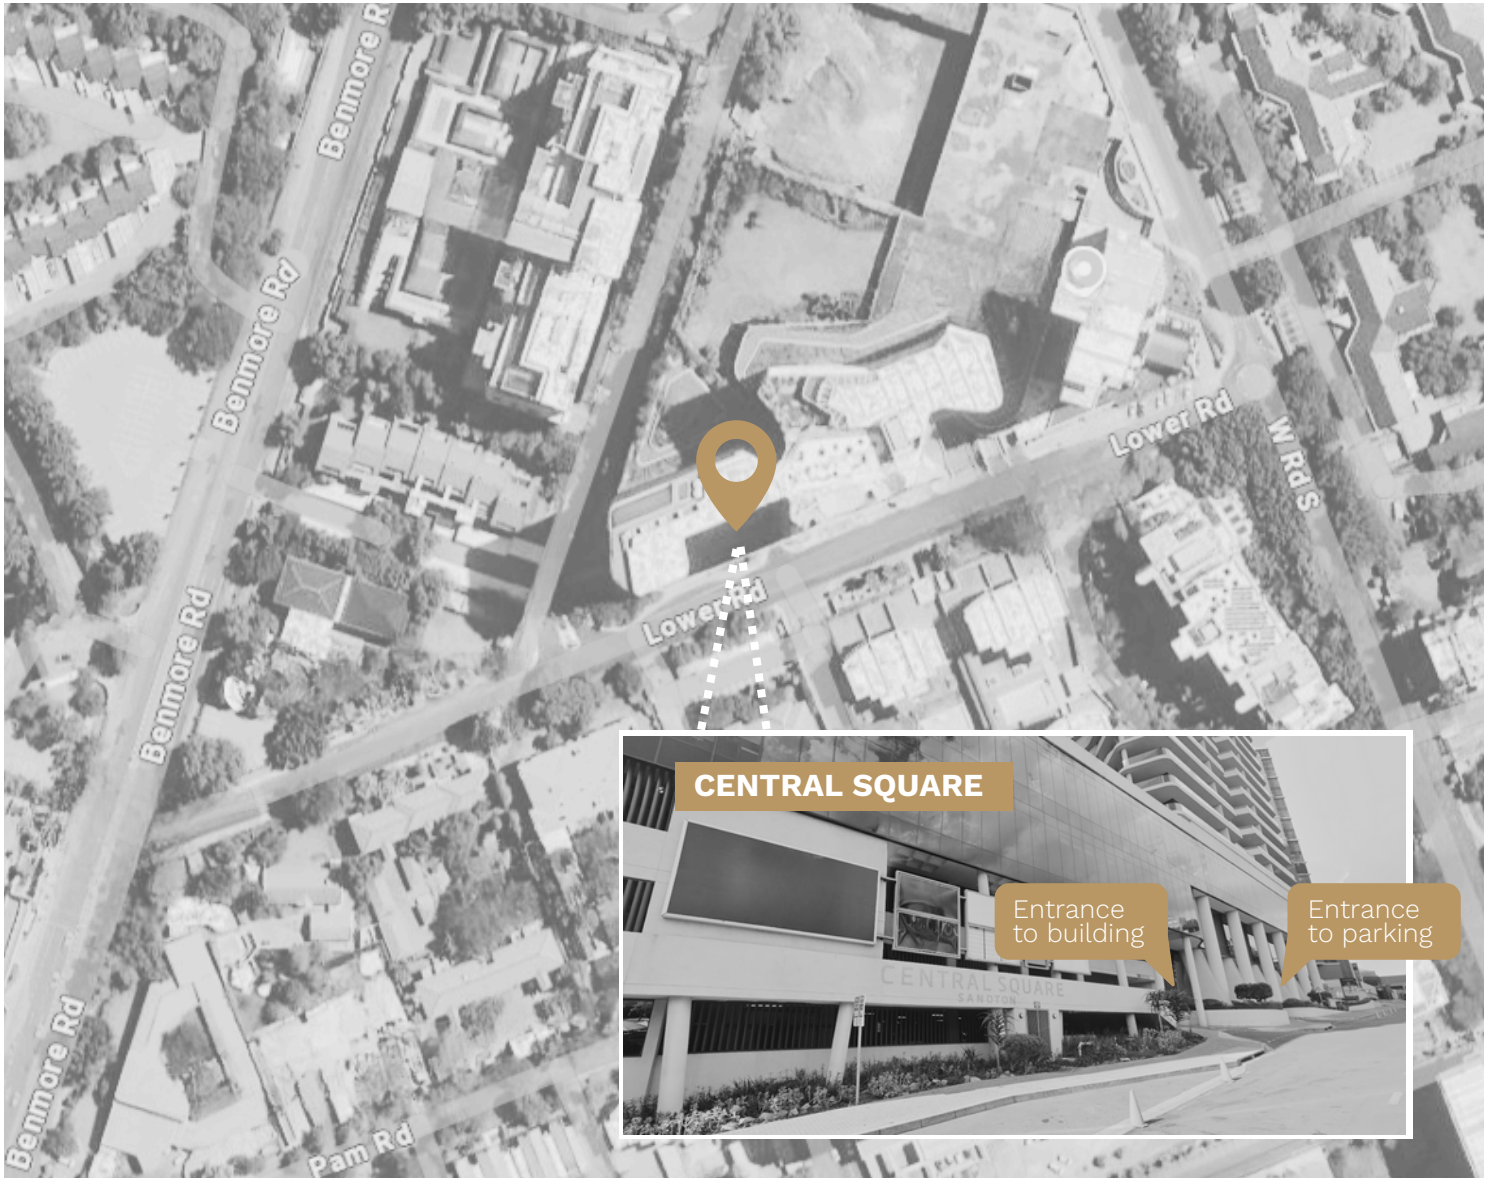 Benmore Rd
Benmore Rd
Lower Rd
W Rd S
Lower Rd
Benmore Rd
CENTRAL SQUARE
Entrance
to building
Entrance
to parking
CENTRAL SQUARE
SANDTON
Benmore Rd
Pam Rd